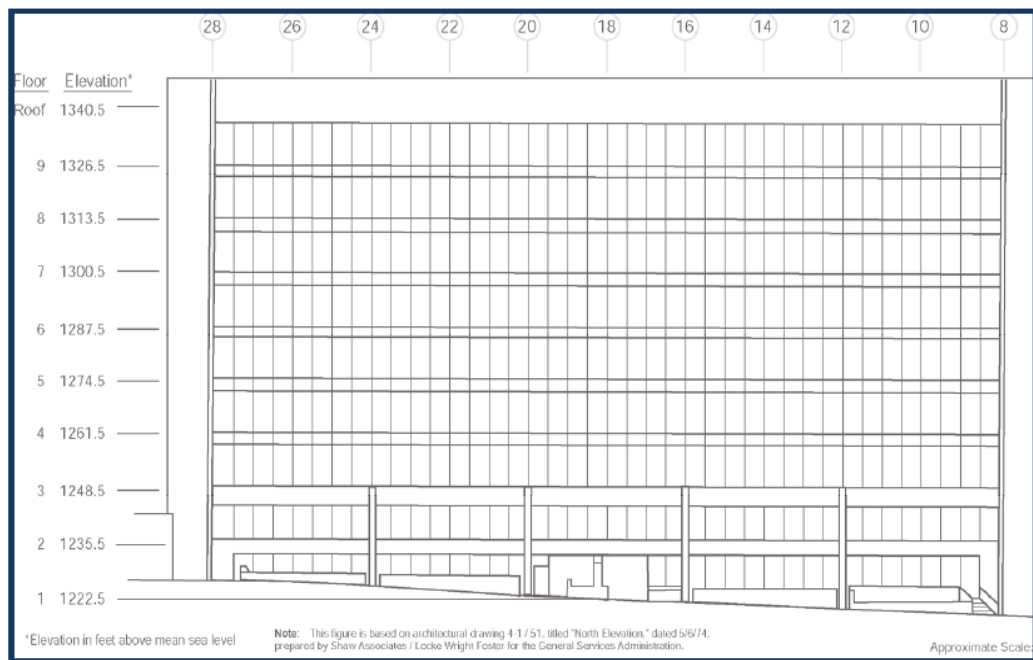 28 26 24 22 20 18 16 14 12 10 8
Floor Elevation*
Roof 1340.5
9 1326.5
8 1313.5
7 1300.5
6 1287.5
5 1274.5
4 1261.5
3 1248.5
2 1235.5
1 1222.5
*Elevation in feet above mean sea level
Note: This figure is based on architectural drawing 4-1 / 51, titled "North Elevation," dated 5/6/74,
prepared by Shaw Associates / Locke Wright Foster for the General Services Administration.
Approximate Scale